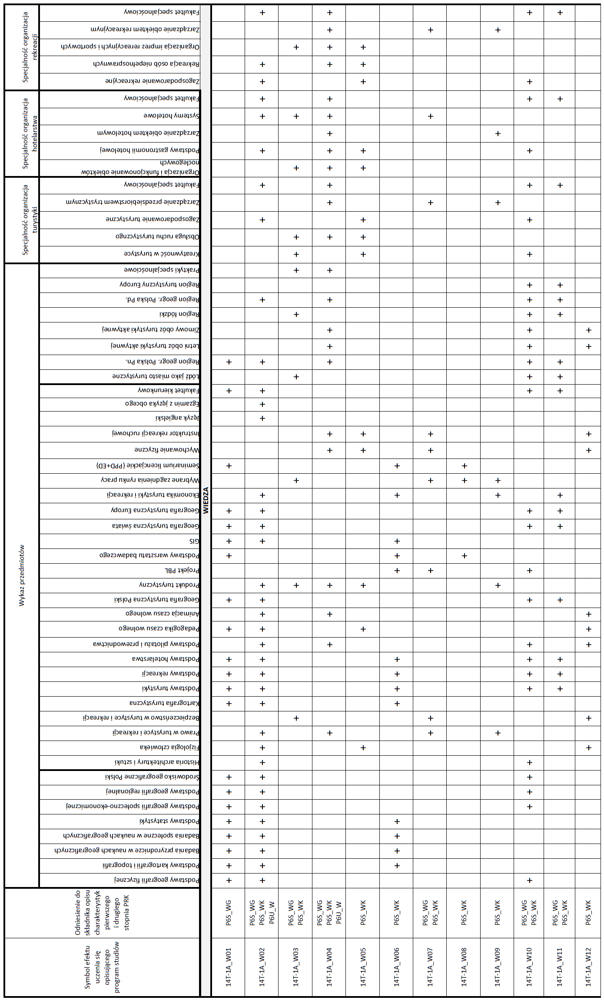 Symbol efektu
uczenia się
opisującego
program studiów
Odniesienie do
składnika opisu
charakterystyk
pierwszego
i drugiego
stopnia PRK
Wykaz przedmiotów
Specjalność organizacja
turystyki
Specjalność organizacja
hotelarstwa
Specjalność organizacja
rekreacji
Podstawy geografii fizycznej
Podstawy kartografii i topografii
Badania przyrodnicze w naukach geograficznych
Badania społeczne w naukach geograficznych
Podstawy statystyki
Podstawy geografii społeczno-ekonomicznej
Podstawy geografii regionalnej
Środowisko geograficzne Polski
Historia architektury i sztuki
Fizjologia człowieka
Prawo w turystyce i rekreacji
Bezpieczeństwo w turystyce i rekreacji
Kartografia turystyczna
Podstawy turystyki
Podstawy rekreacji
Podstawy hotelarstwa
Podstawy pilotażu i przewodnictwa
Pedagogika czasu wolnego
Animacja czasu wolnego
Geografia turystyczna Polski
Produkt turystyczny
Projekt PBL
Podstawy warsztatu badawczego
GIS
Geografia turystyczna świata
Geografia turystyczna Europy
Ekonomika turystyki i rekreacji
Wybrane zagdnienia rynku pracy
Seminarium licencjackie (PPD+ED)
Wychowanie fizyczne
Instruktor rekreacji ruchowej
Język angielski
Egzamin z języka obcego
Fakultet kierunkowy
Łódź jako miasto turystyczne
Region geogr. Polska Pn.
Letni obóz turystyki aktywnej
Zimowy obóz turystyki aktywnej
Region łódzki
Region geogr. Polska Pd.
Region turystyczny Europy
Praktyki specjalnościowe
Kreatywność w turystyce
Obsługa ruchu turystyczngo
Zagospodarowanie turystyczne
Zarządzanie przedsiebiorstwem trystycznym
Fakultet specjalnościowy
Organizacja i funkcjonowanie obiektów
noclegowych
Podstawy gastronomii hotelowej
Zarządzanie obiektem hotelowym
Systemy hotelowe
Fakultet specjalnościowy
Zagospodarowanie rekreacyjne
Rekreacja osób niepełnosprawnych
Organizacja imprez rereacyjnych i sportowych
Zarządzanie obiektem rekreacyjnym
Fakultet specjalnościowy
WIEDZA
14T-1A_W01 P6S_WG + + + + + + + + + + + + + + + + + + + + +
14T-1A_W02 P6S_WG P6S_WK P6U_W + + + + + + + + + + + + + + + + + + + + + + + + + + + + + + + + + + + + +
14T-1A_W03 P6S_WG P6S_WK + + + + + + + + + + +
14T-1A_W04 P6S_WG P6S_WK P6U_W + + + + + + + + + + + + + + + + + + + + + + +
14T-1A_W05 P6S_WK + + + + + + + + + + + + +
14T-1A_W06 P6S_WK + + + + + + + + + + + + +
14T-1A_W07 P6S_WG P6S_WK + + + + + + + + +
14T-1A_W08 P6S_WK + + +
14T-1A_W09 P6S_WK + + + + + + +
14T-1A_W10 P6S_WG P6S_WK + + + + + + + + + + + + + + + + + + + + + + + + + + + +
14T-1A_W11 P6S_WG P6S_WK + + + + + + + + + + + + + + + +
14T-1A_W12 P6S_WK + + + + + + + + +